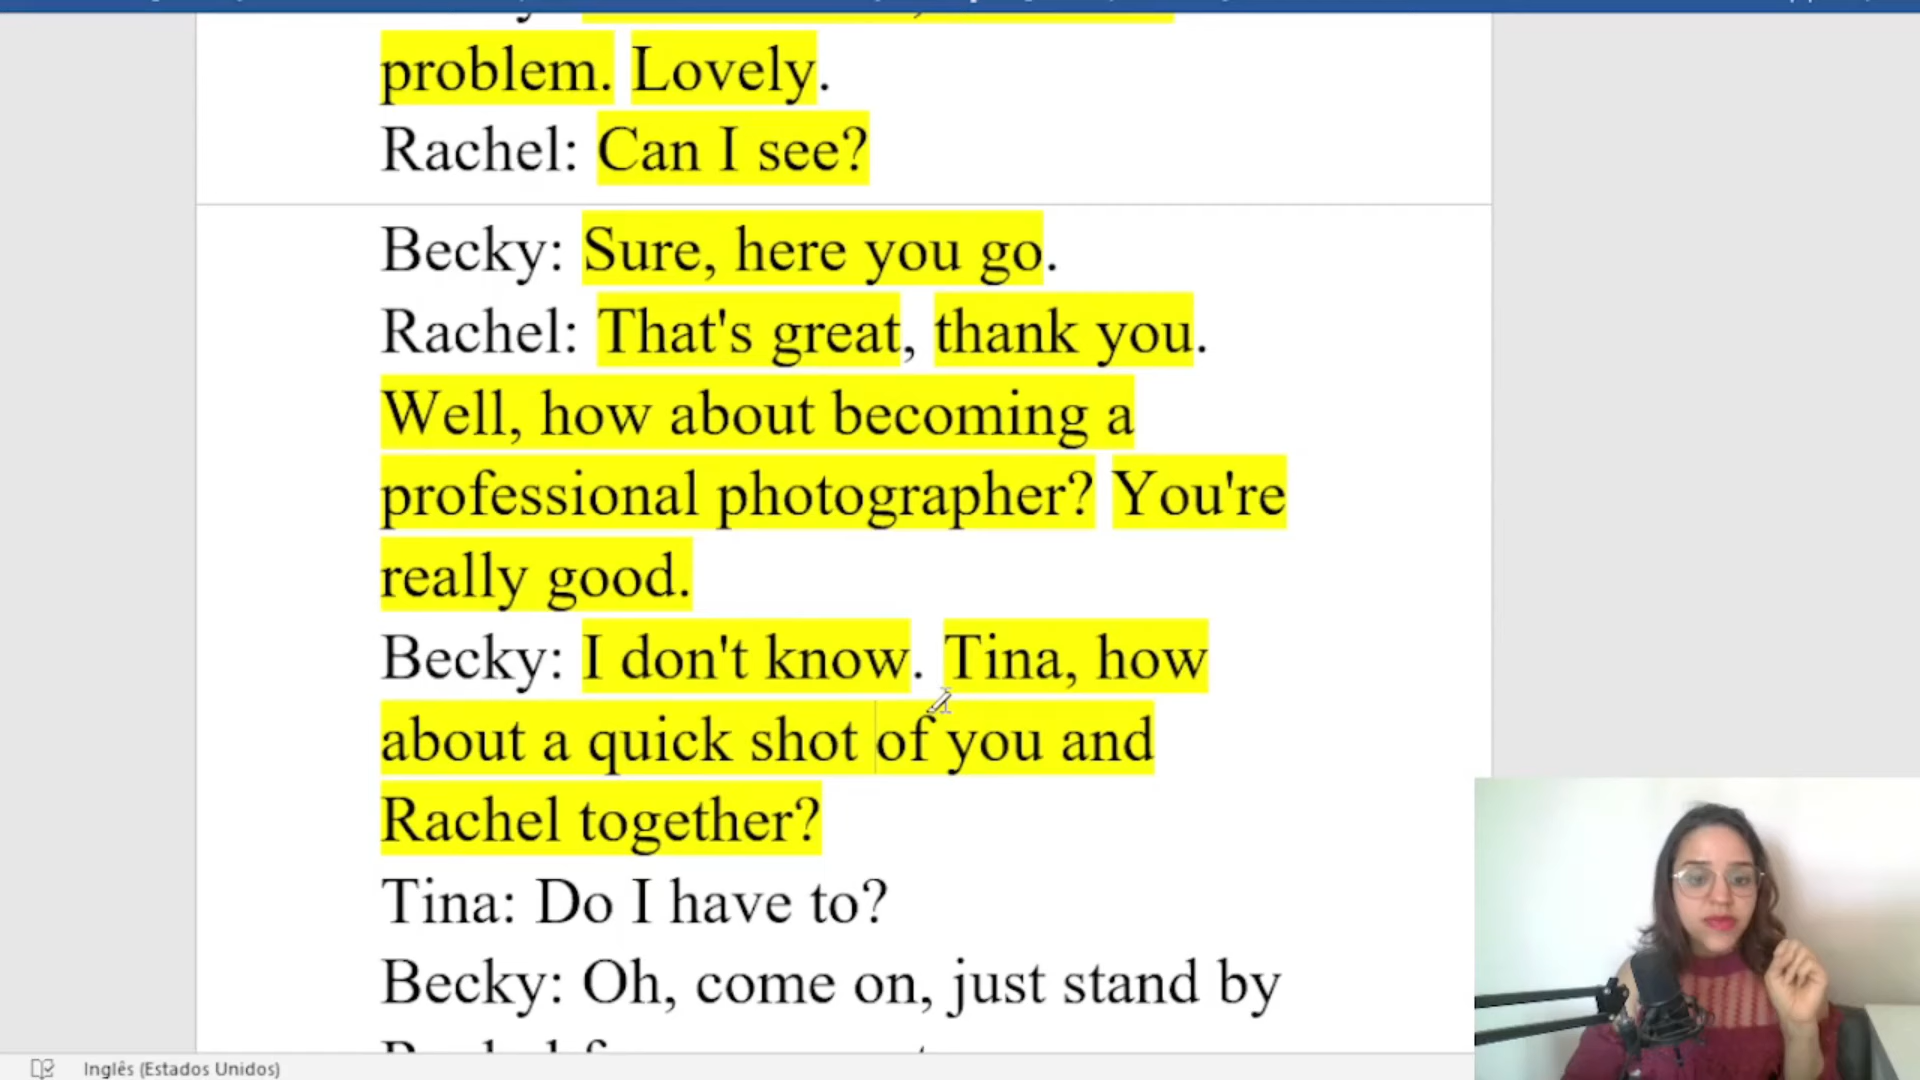 problem. Lovely.
Rachel: Can I see?
Becky: Sure, here you go.
Rachel: That's great, thank you.
Well, how about becoming a
professional photographer? You're
really good.
Becky: I don't know. Tina, how
about a quick shot of you and
Rachel together?
Tina: Do I have to?
Becky: Oh, come on, just stand by
Inglês (Estados Unidos)